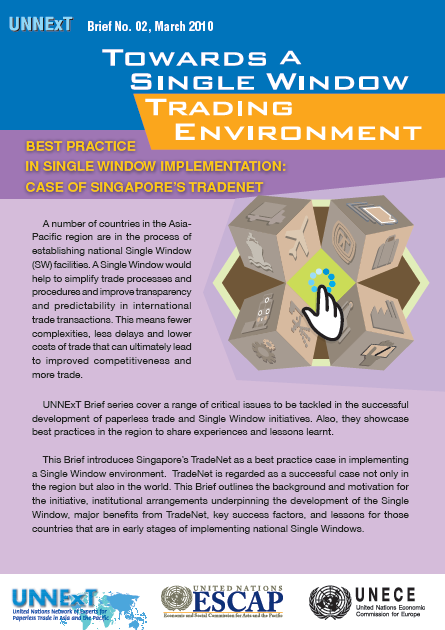 UNNExT Brief No. 02, March 2010
TOWARDS A
SINGLE WINDOW
TRADING
ENVIRONMENT
BEST PRACTICE
IN SINGLE WINDOW IMPLEMENTATION:
CASE OF SINGAPORE'S TRADENET
A number of countries in the Asia-
Pacific region are in the process of
establishing national Single Window
(SW) facilities. A Single Window would
help to simplify trade processes and
procedures and improve transparency
and predictability in international
trade transactions. This means fewer
complexities, less delays and lower
costs of trade that can ultimately lead
to improved competitiveness and
more trade.
UNNExT Brief series cover a range of critical issues to be tackled in the successful
development of paperless trade and Single Window initiatives. Also, they showcase
best practices in the region to share experiences and lessons learnt.
This Brief introduces Singapore's TradeNet as a best practice case in implementing
a Single Window environment. TradeNet is regarded as a successful case not only in
the region but also in the world. This Brief outlines the background and motivation for
the initiative, institutional arrangements underpinning the development of the Single
Window, major benefits from TradeNet, key success factors, and lessons for those
countries that are in early stages of implementing national Single Windows.
UNNExT
United Nations Network of Experts for
Paperless Trade in Asia and the Pacific
UNITED NATIONS
ESCAP
Economic and Social Commission for Asia and the Pacific
UNECE
United Nations Economic
Commission for Europe